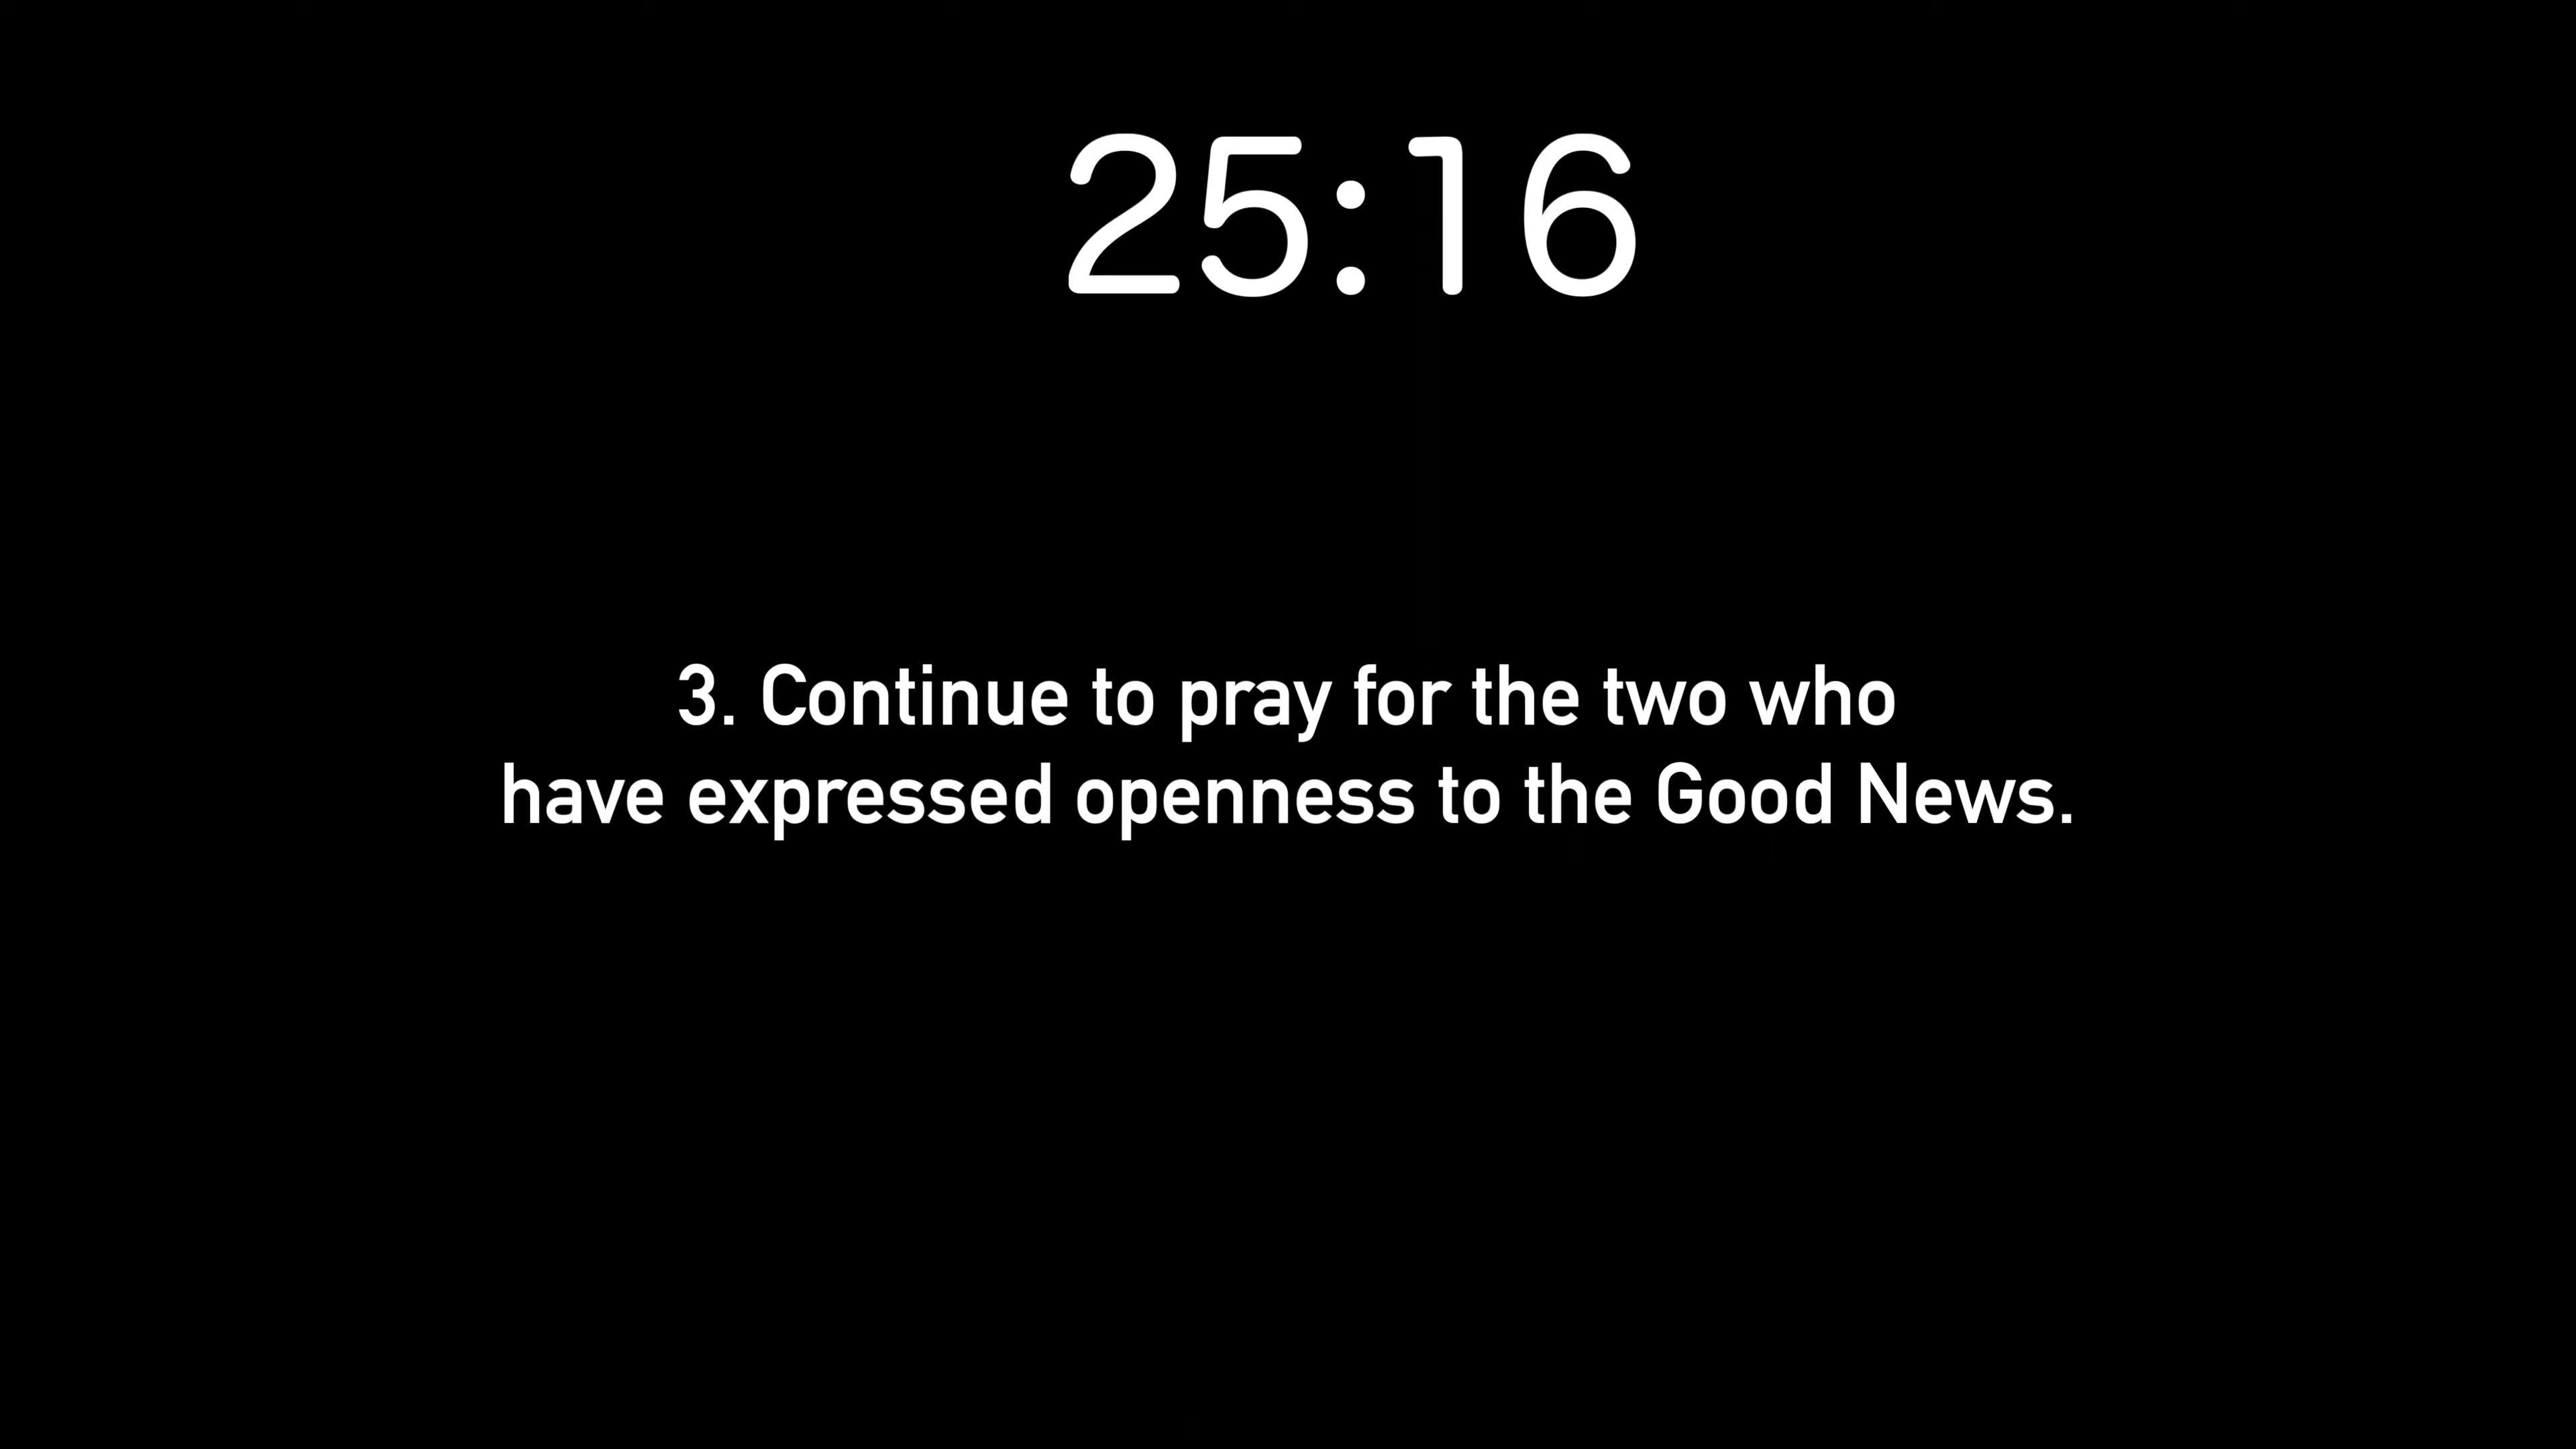 25:16
3. Continue to pray for the two who
have expressed openness to the Good News.